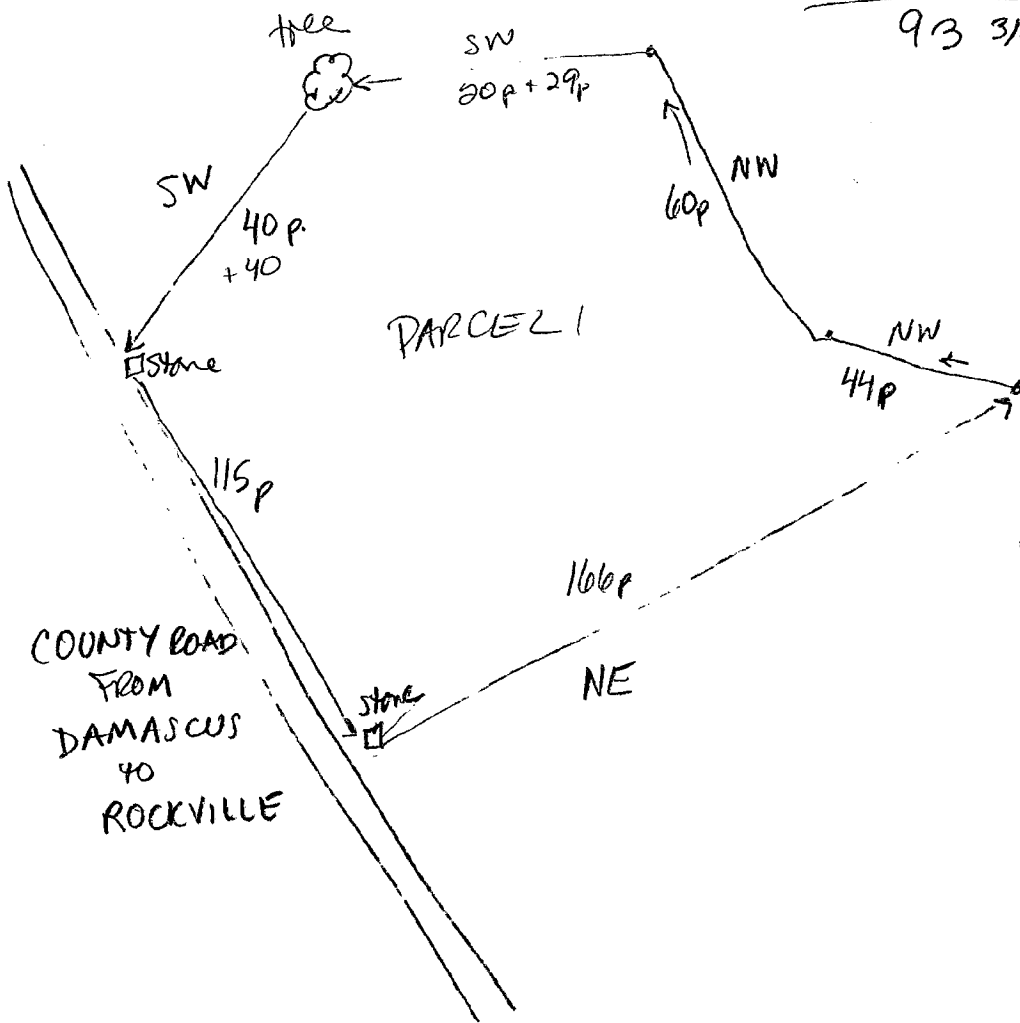 93 3/
tree
SW
20p + 29p
NW
60p
SW
40 p.
+ 40
PARCEL 1
NW
44p
stone
115p
166p
NE
stone
COUNTY ROAD
FROM
DAMASCUS
TO
ROCKVILLE